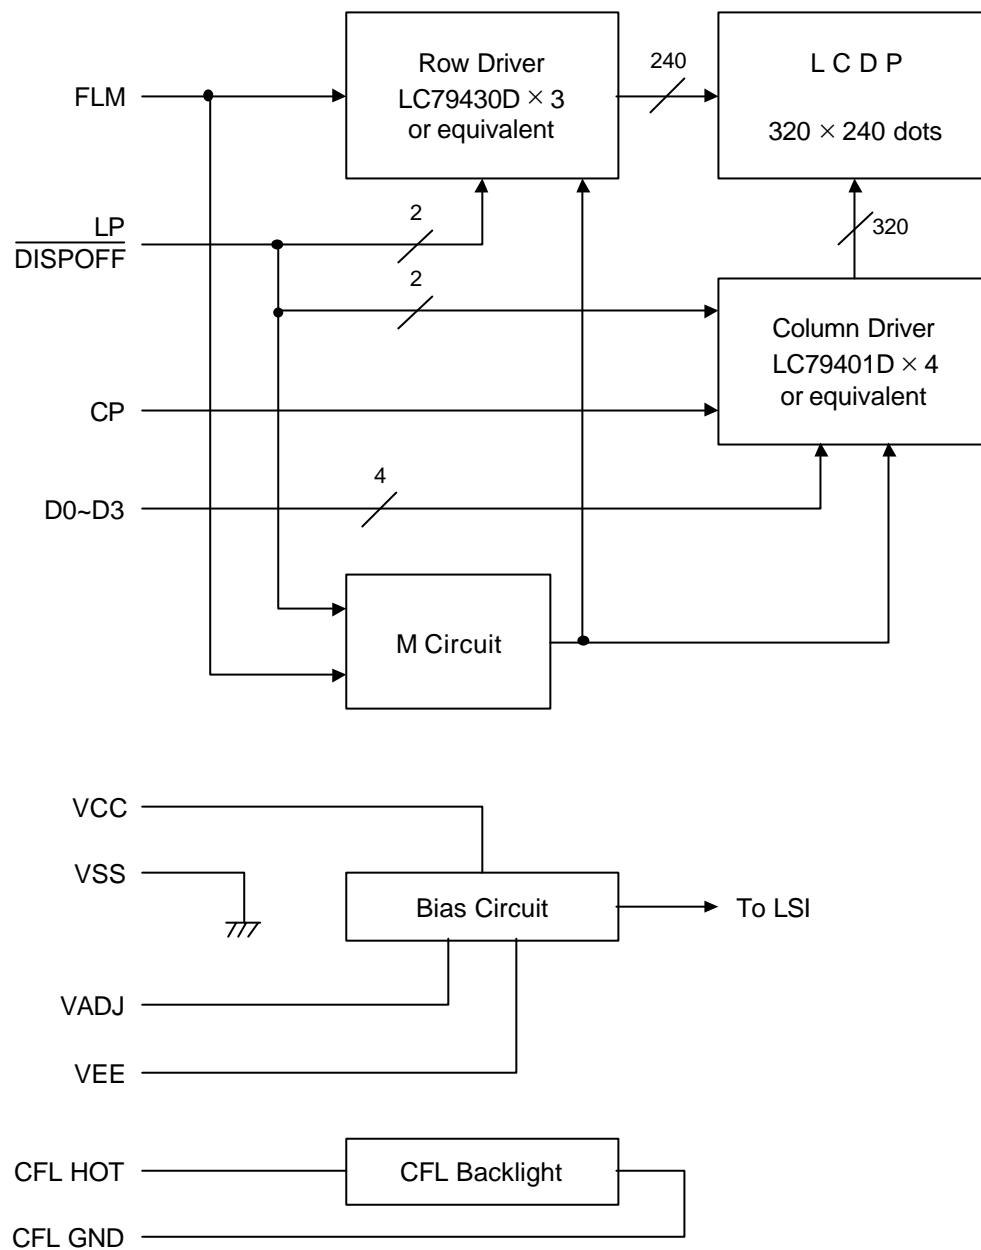 Row Driver
LC79430D × 3
or equivalent
240
L C D P
320 × 240 dots
FLM
LP
DISPOFF
2
2
320
Column Driver
LC79401D × 4
or equivalent
CP
D0~D3
4
M Circuit
VCC
VSS
Bias Circuit
To LSI
VADJ
VEE
CFL HOT
CFL Backlight
CFL GND